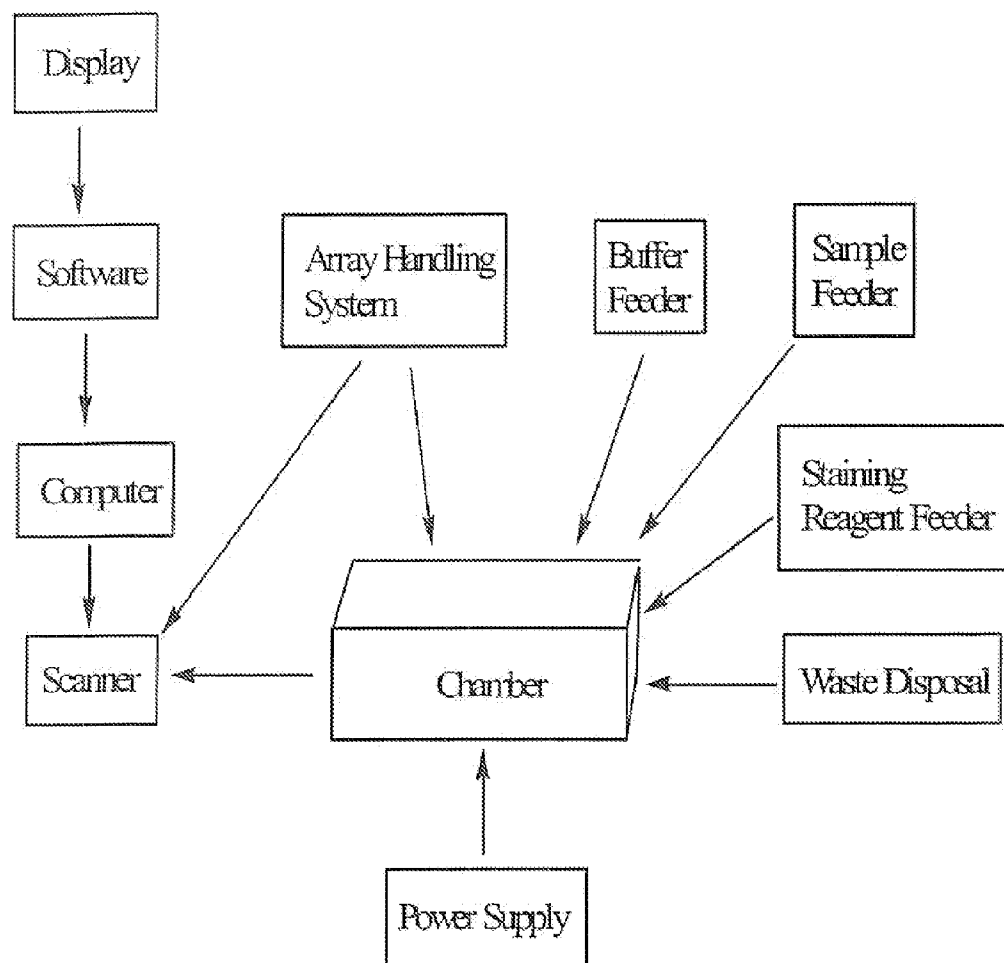 Display
Software
Array Handling
System
Buffer
Feeder
Sample
Feeder
Computer
Staining
Reagent Feeder
Scanner
Chamber
Waste Disposal
Power Supply